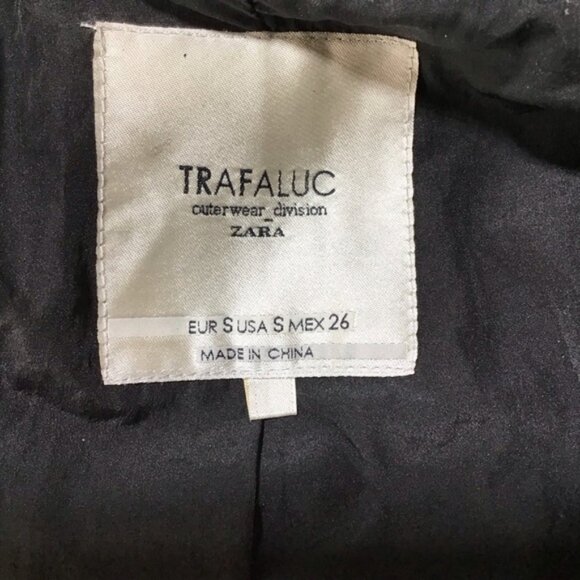 TRAFALUC
outerwear_division
ZARA
EUR S USA S MEX 26
MADE IN CHINA